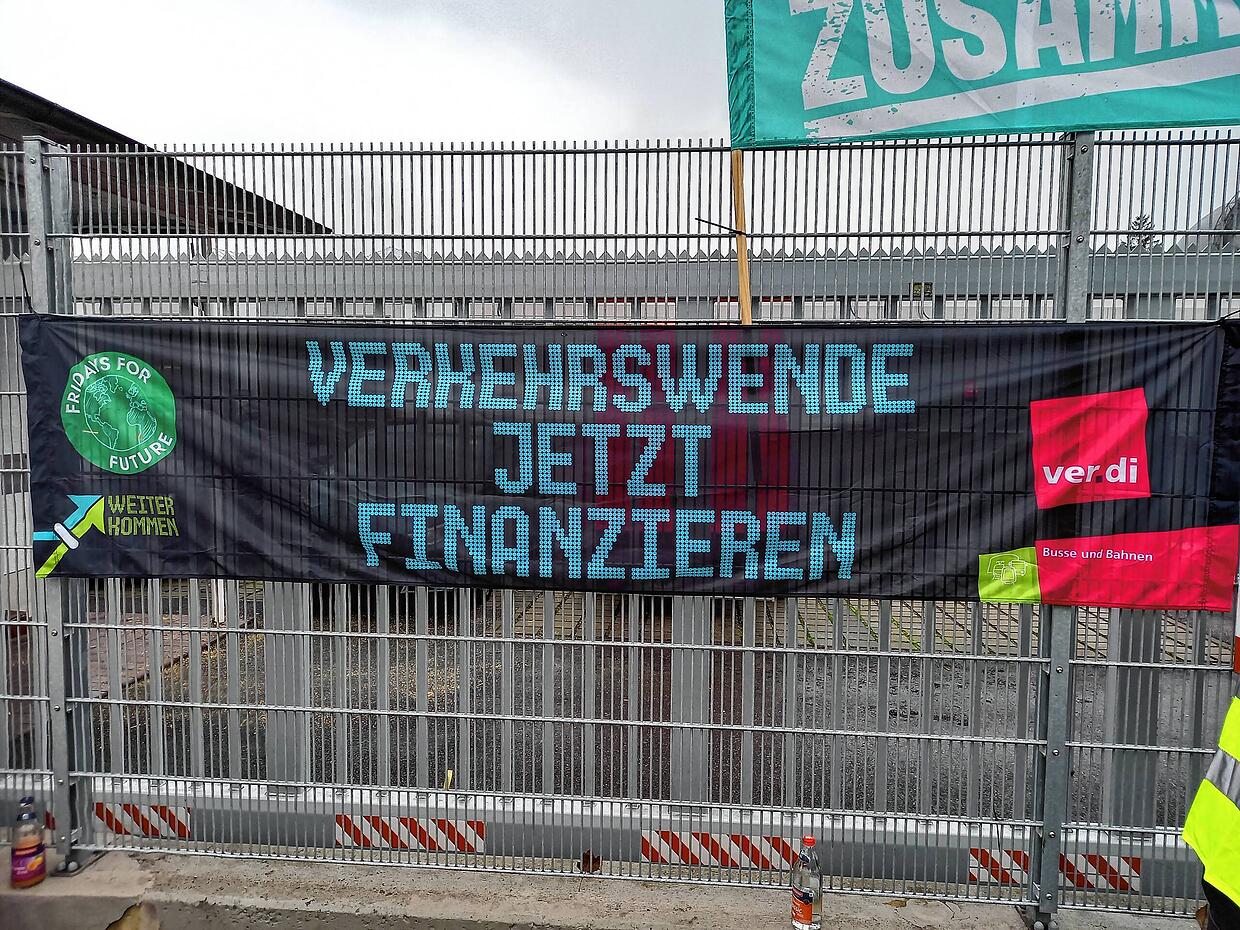 ZUSAMM
FRIDAYS FOR
FUTURE
WEITER
KOMMEN
VERKEHRSWENDE
JETZT
FINANZIEREN
ver.di
Busse und Bahnen